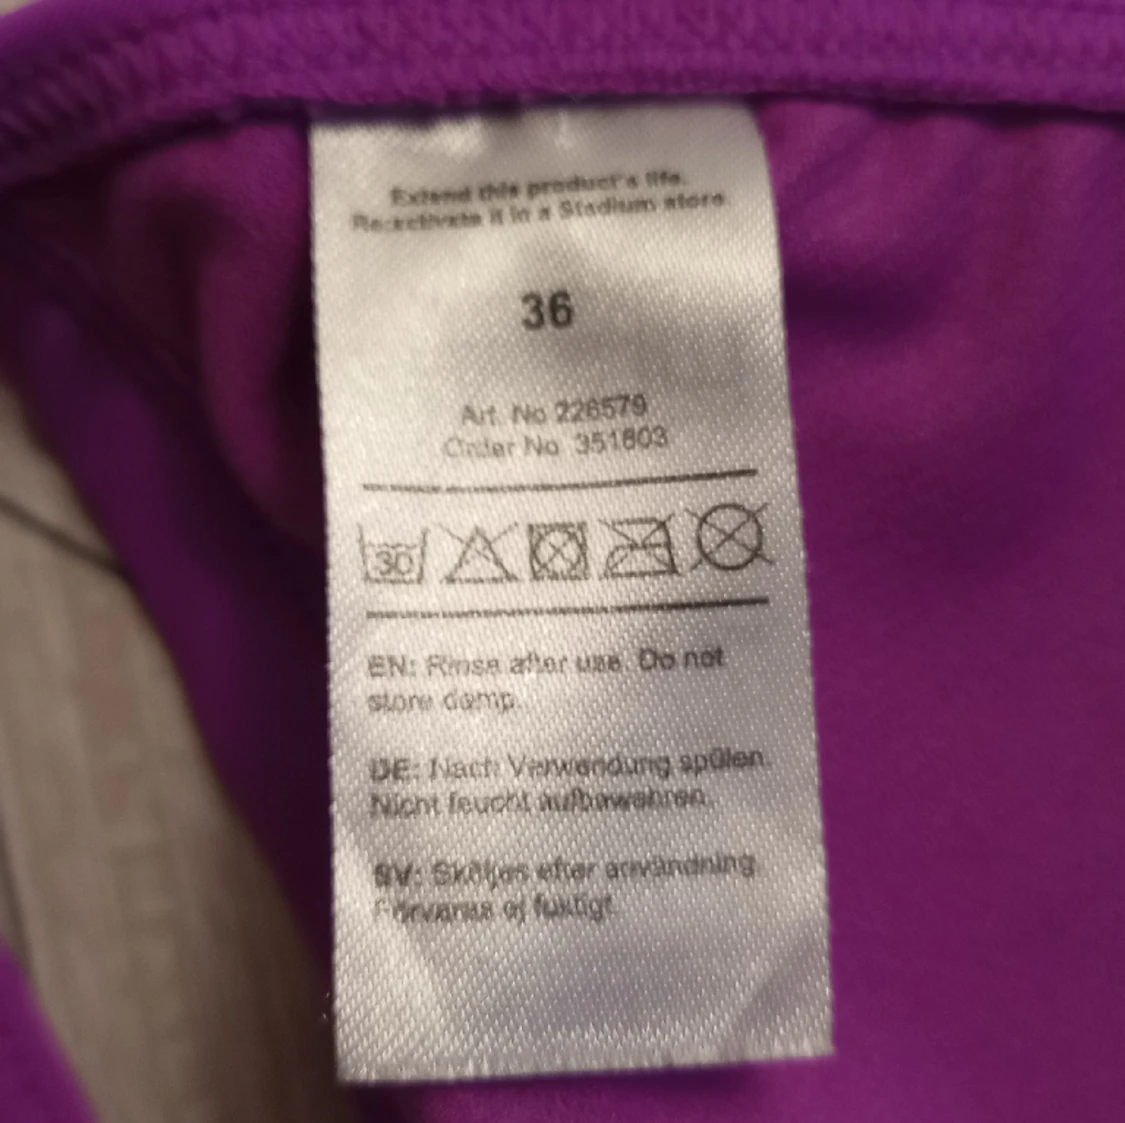 Extend this product's life.
Re:activate it in a Stadium store.
36
Art. No 226579
Order No 351803
30
EN: Rinse after use. Do not
store damp.
DE: Nach Verwendung spülen.
Nicht feucht aufbewahren.
SV: Sköljes efter användning.
Förvaras ej fuktigt.